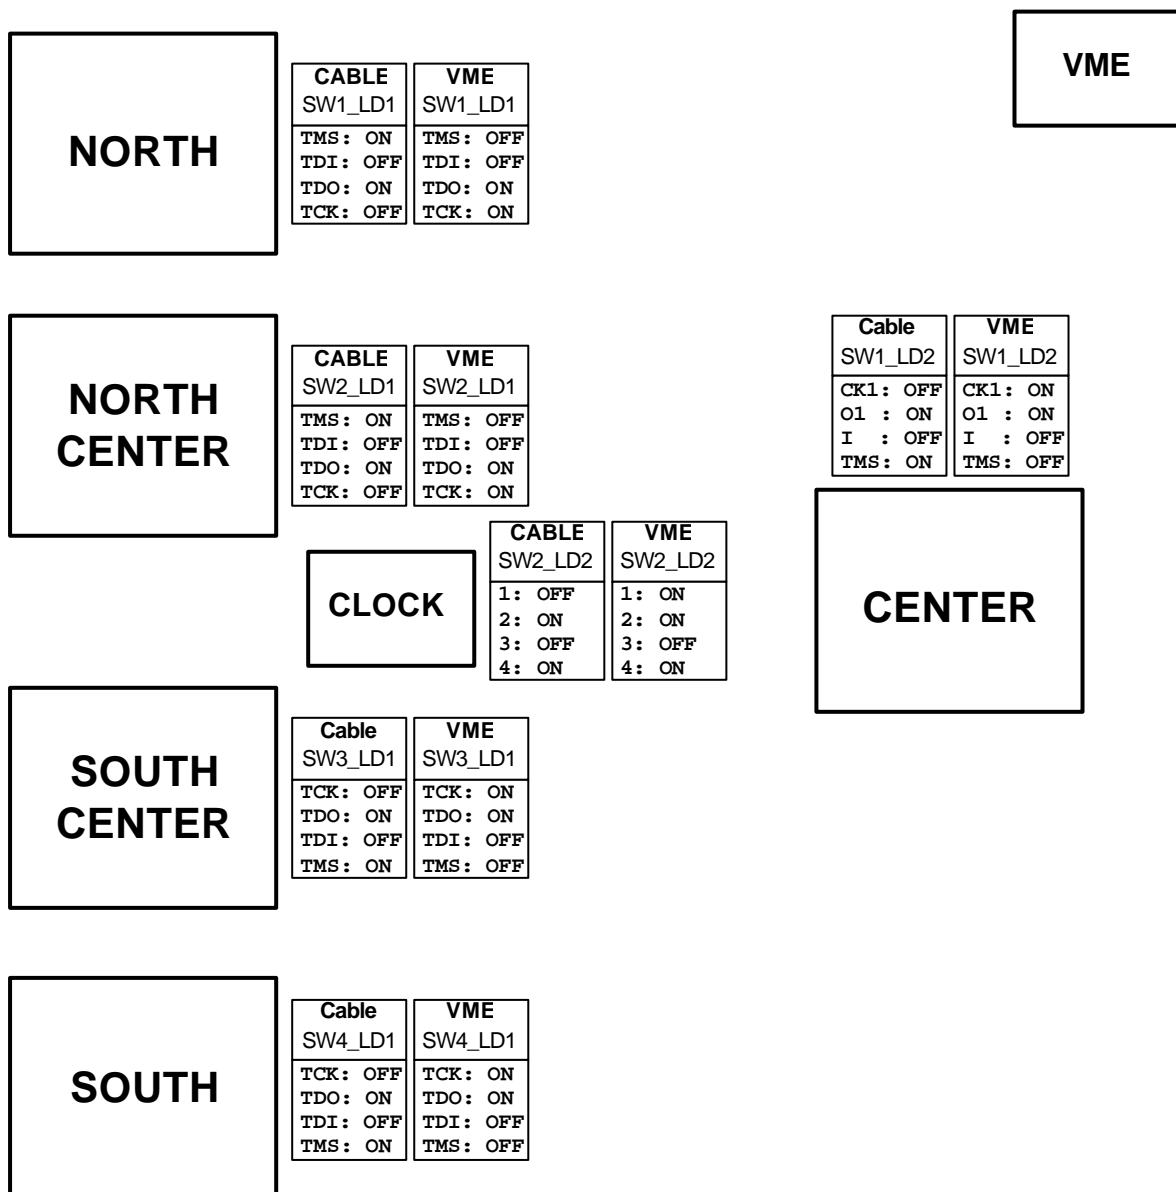 VME
NORTH
CABLE
SW1_LD1
TMS: ON
TDI: OFF
TDO: ON
TCK: OFF
VME
SW1_LD1
TMS: OFF
TDI: OFF
TDO: ON
TCK: ON
NORTH
CENTER
CABLE
SW2_LD1
TMS: ON
TDI: OFF
TDO: ON
TCK: OFF
VME
SW2_LD1
TMS: OFF
TDI: OFF
TDO: ON
TCK: ON
Cable
SW1_LD2
CK1: OFF
O1 : ON
I : OFF
TMS: ON
VME
SW1_LD2
CK1: ON
O1 : ON
I : OFF
TMS: OFF
CLOCK
CABLE
SW2_LD2
1: OFF
2: ON
3: OFF
4: ON
VME
SW2_LD2
1: ON
2: ON
3: OFF
4: ON
CENTER
SOUTH
CENTER
Cable
SW3_LD1
TCK: OFF
TDO: ON
TDI: OFF
TMS: ON
VME
SW3_LD1
TCK: ON
TDO: ON
TDI: OFF
TMS: OFF
SOUTH
Cable
SW4_LD1
TCK: OFF
TDO: ON
TDI: OFF
TMS: ON
VME
SW4_LD1
TCK: ON
TDO: ON
TDI: OFF
TMS: OFF